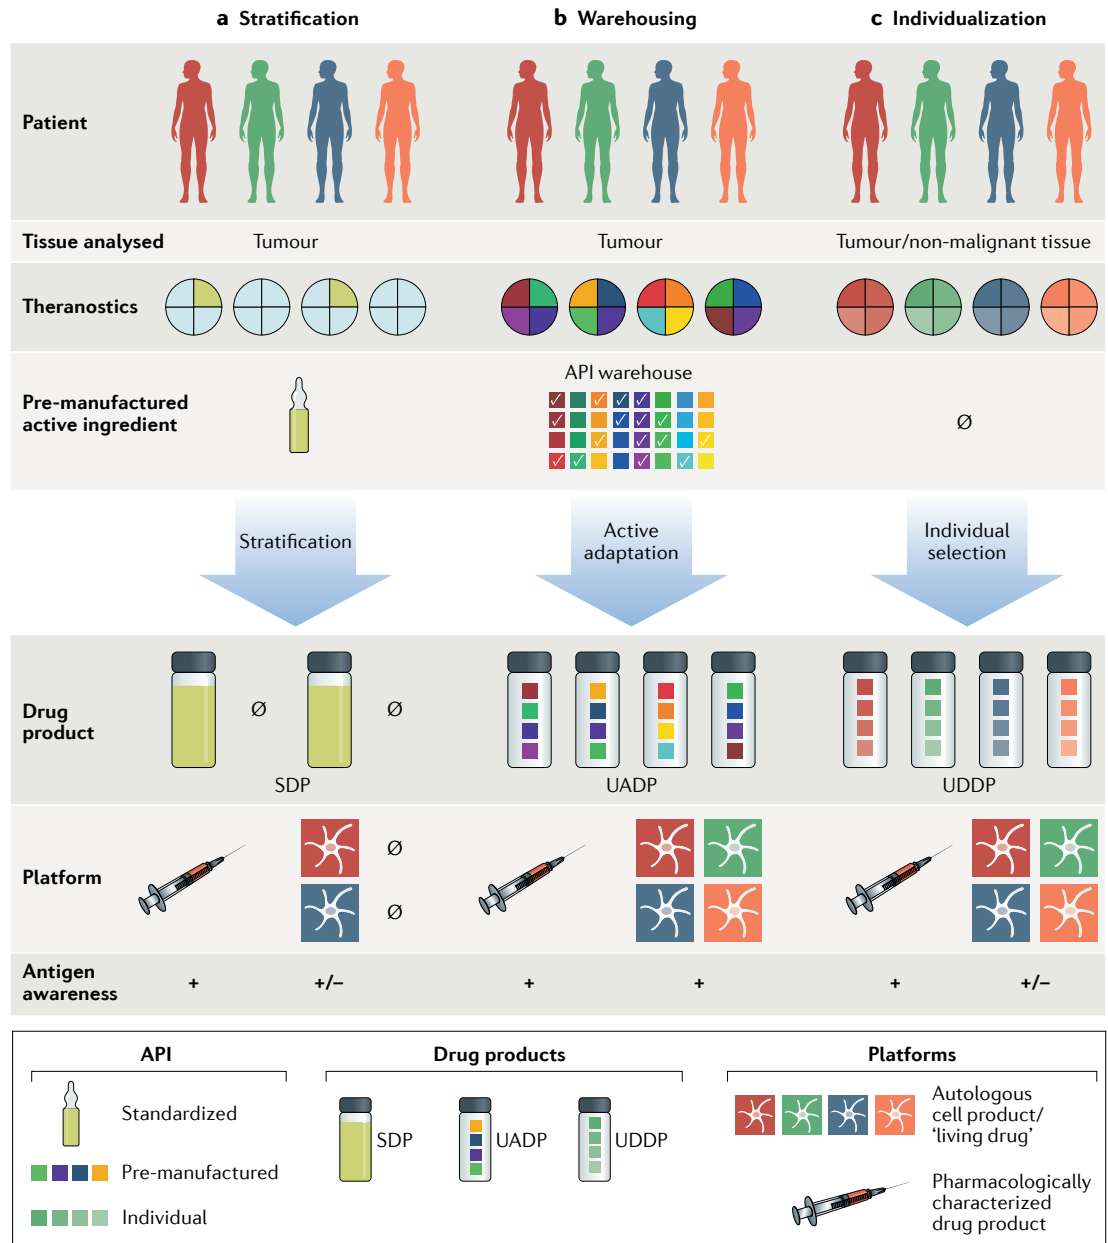 a Stratification
b Warehousing
c Individualization
Patient
Tissue analysed
Tumour
Tumour
Tumour/non-malignant tissue
Theranostics
Pre-manufactured
active ingredient
API warehouse
Ø
Stratification
Active
adaptation
Individual
selection
Drug
product
Ø
Ø
SDP
UADP
UDDP
Platform
Ø
Ø
Antigen
awareness
+
+/–
+
+
+
+/–
API
Standardized
Pre-manufactured
Individual
Drug products
SDP
UADP
UDDP
Platforms
Autologous
cell product/
‘living drug’
Pharmacologically
characterized
drug product